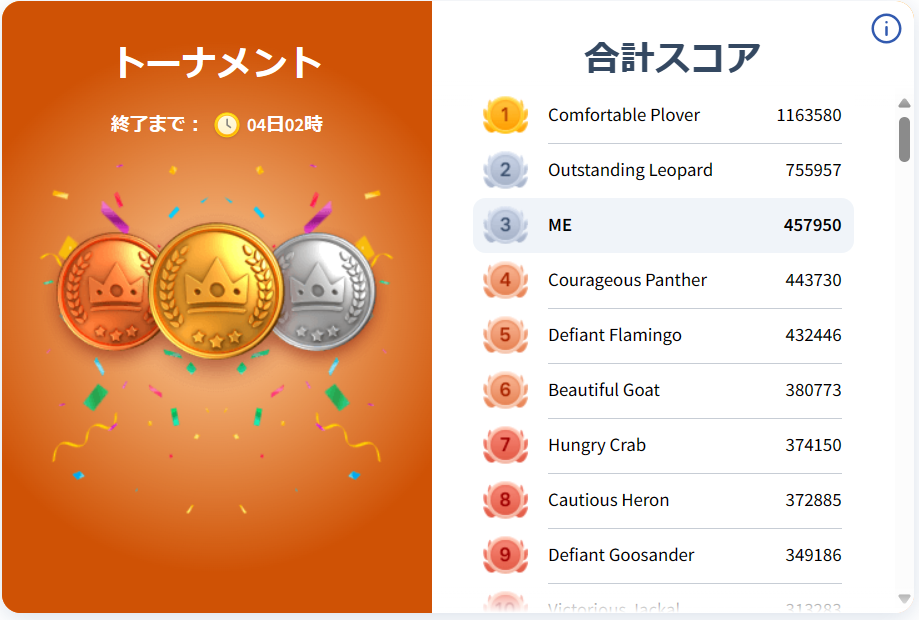 トーナメント
終了まで： 04日02時
合計スコア
1 Comfortable Plover 1163580
2 Outstanding Leopard 755957
3 ME 457950
4 Courageous Panther 443730
5 Defiant Flamingo 432446
6 Beautiful Goat 380773
7 Hungry Crab 374150
8 Cautious Heron 372885
9 Defiant Goosander 349186
10 Victorious Jackal 313283